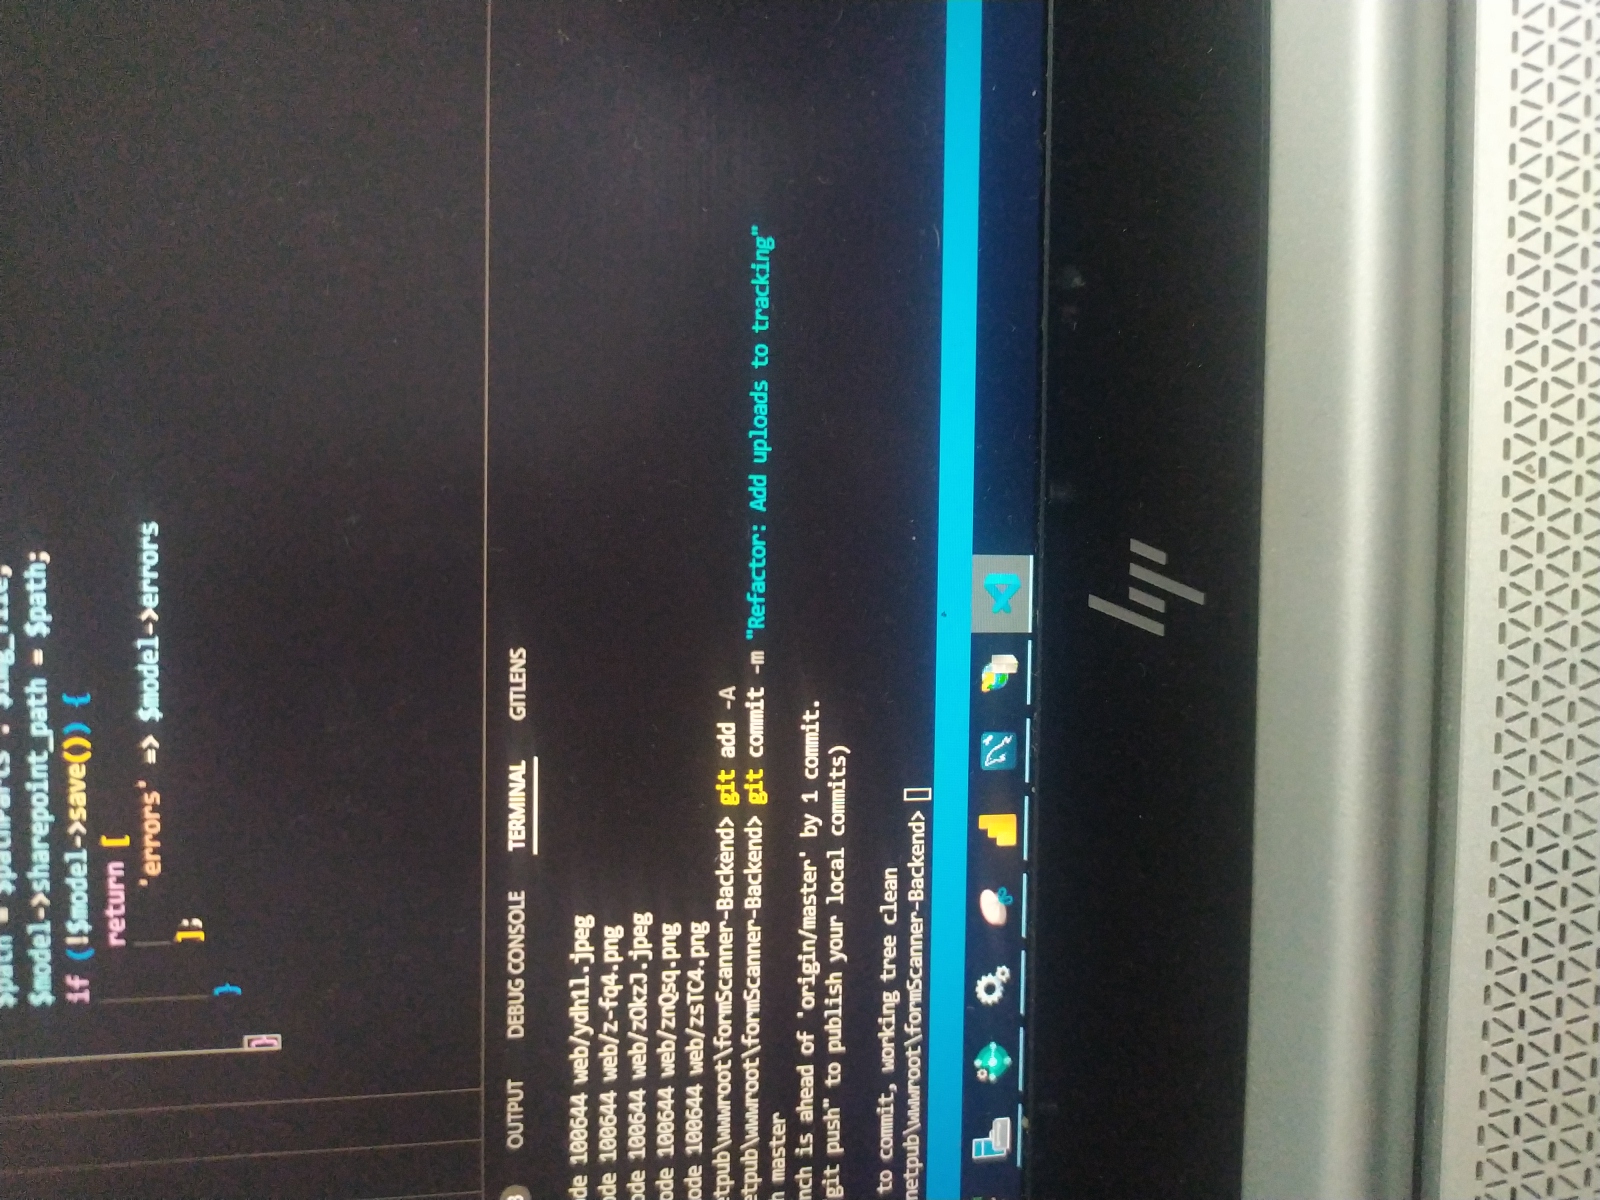 $path = $pathParts . $img_file;
$model->sharepoint_path = $path;
if (!$model->save()) {
return [
'errors' => $model->errors
];
}
}
OUTPUT DEBUG CONSOLE TERMINAL GITLENS
ode 100644 web/ydh1l.jpeg
ode 100644 web/z-fq4.png
ode 100644 web/zOkzJ.jpeg
ode 100644 web/znQsq.png
ode 100644 web/zsTC4.png
etpub\wwwroot\formScanner-Backend> git add -A
etpub\wwwroot\formScanner-Backend> git commit -m "Refactor: Add uploads to tracking"
h master
nch is ahead of 'origin/master' by 1 commit.
"git push" to publish your local commits)
to commit, working tree clean
netpub\wwwroot\formScanner-Backend>
hp